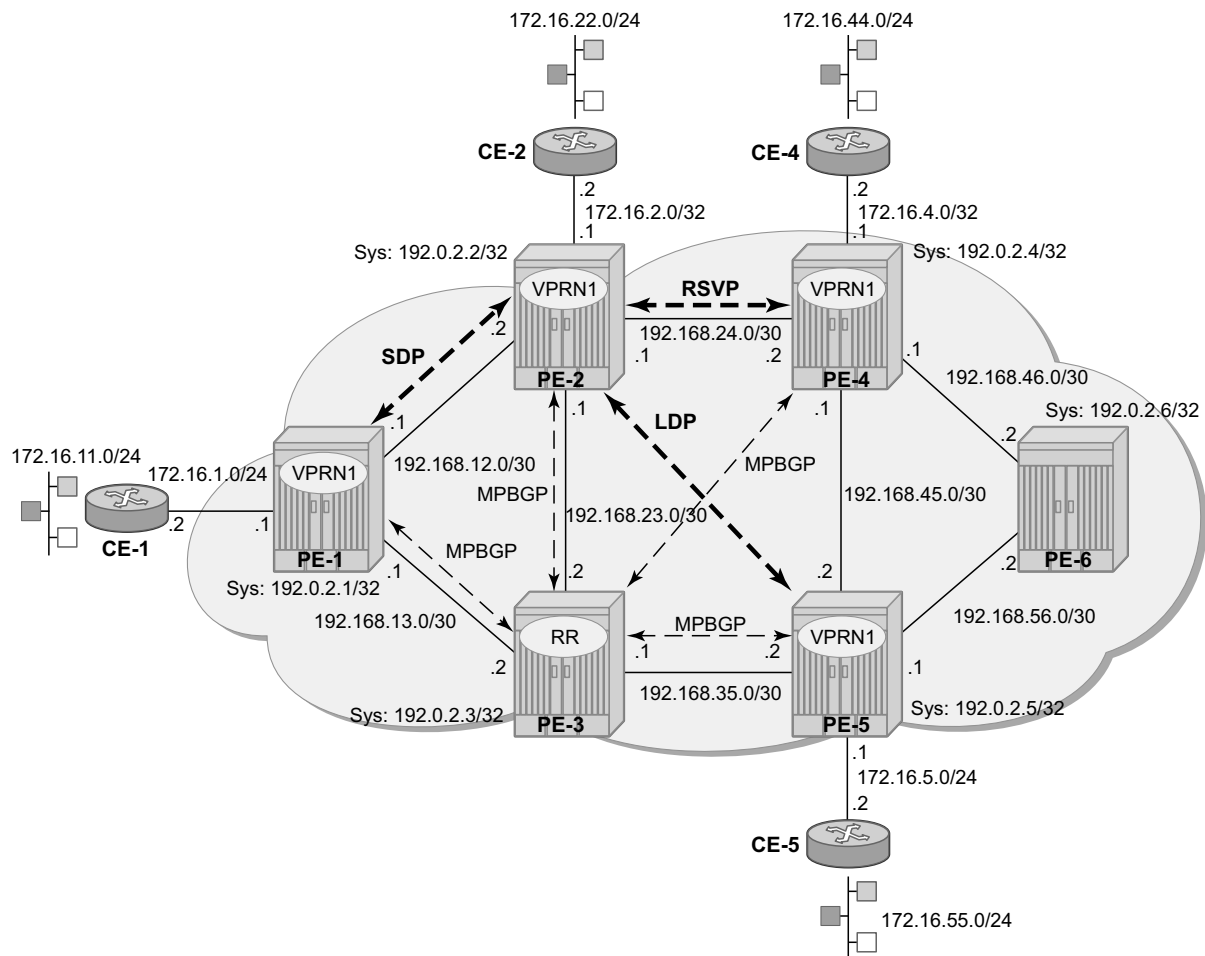 172.16.22.0/24
172.16.44.0/24
CE-2
CE-4
.2
.2
172.16.2.0/32
172.16.4.0/32
.1
.1
Sys: 192.0.2.2/32
Sys: 192.0.2.4/32
VPRN1
RSVP
VPRN1
.2
192.168.24.0/30
SDP
.1
.2
.1
PE-2
PE-4
192.168.46.0/30
.1
.1
Sys: 192.0.2.6/32
.1
LDP
.2
172.16.11.0/24
172.16.1.0/24
VPRN1
192.168.12.0/30
MPBGP
MPBGP
192.168.45.0/30
192.168.23.0/30
.2
.1
CE-1
PE-1
MPBGP
PE-6
.1
.2
.2
.2
Sys: 192.0.2.1/32
192.168.13.0/30
192.168.56.0/30
RR
MPBGP
VPRN1
.2
.1
.2
.1
192.168.35.0/30
Sys: 192.0.2.3/32
Sys: 192.0.2.5/32
PE-3
PE-5
.1
172.16.5.0/24
.2
CE-5
172.16.55.0/24